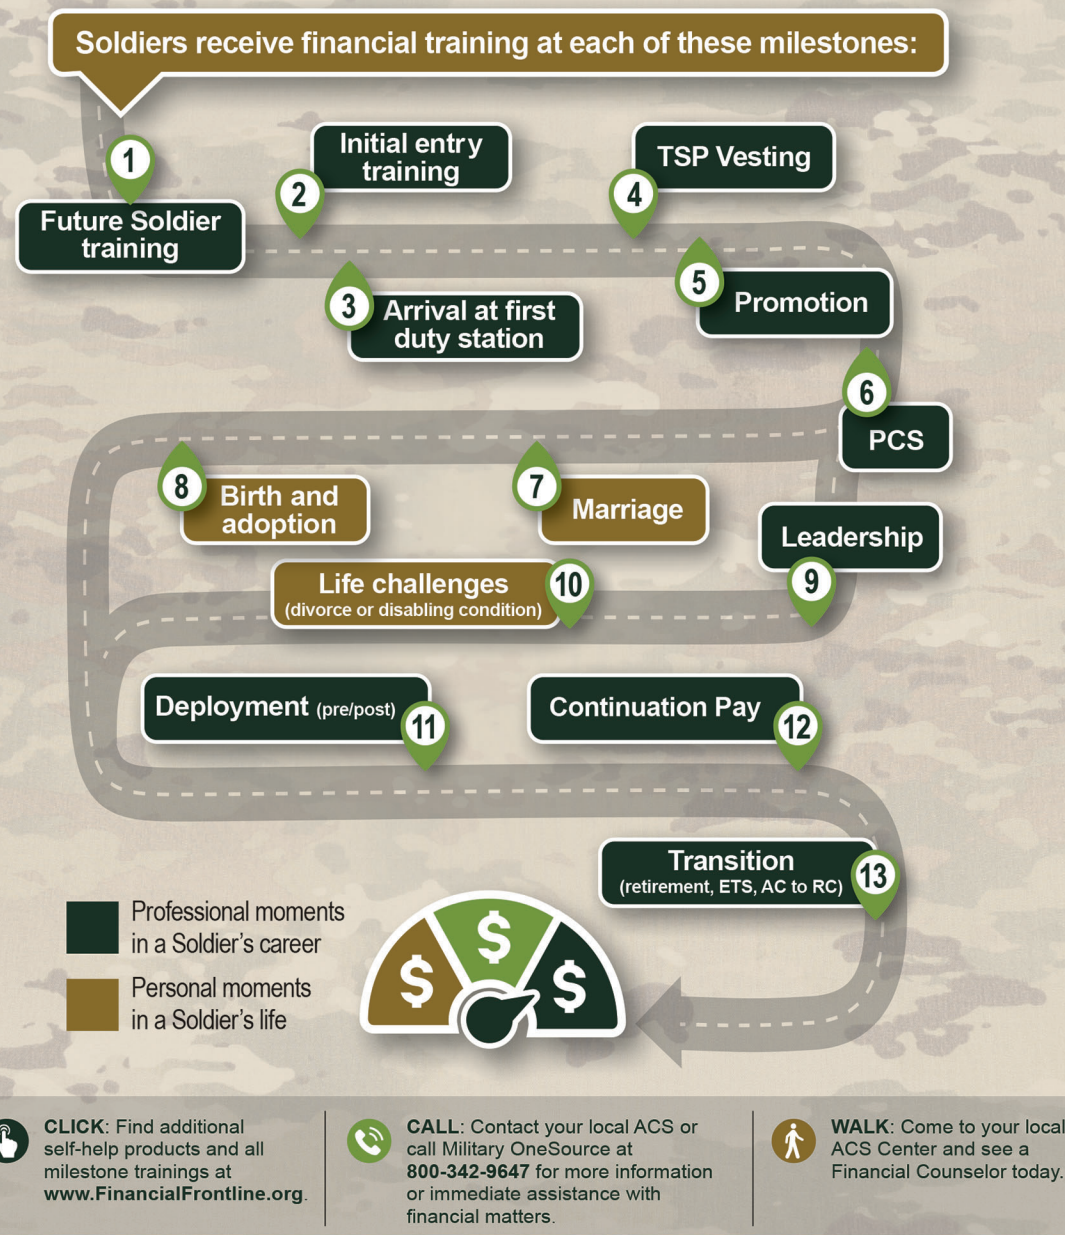 Soldiers receive financial training at each of these milestones:
1
Future Soldier
training
2
Initial entry
training
3
Arrival at first
duty station
4
TSP Vesting
5
Promotion
6
PCS
7
Marriage
8
Birth and
adoption
9
Leadership
10
Life challenges
(divorce or disabling condition)
11
Deployment (pre/post)
12
Continuation Pay
13
Transition
(retirement, ETS, AC to RC)
Professional moments
in a Soldier's career
Personal moments
in a Soldier's life
$
$
$
CLICK: Find additional
self-help products and all
milestone trainings at
www.FinancialFrontline.org.
CALL: Contact your local ACS or
call Military OneSource at
800-342-9647 for more information
or immediate assistance with
financial matters.
WALK: Come to your local
ACS Center and see a
Financial Counselor today.